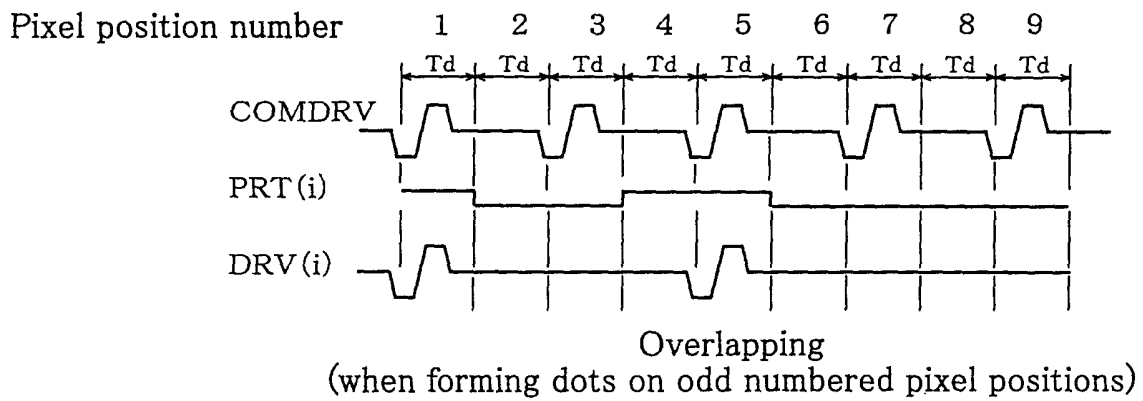 Pixel position number 1 2 3 4 5 6 7 8 9
Td Td Td Td Td Td Td Td Td
COMDRV
PRT(i)
DRV(i)
Overlapping
(when forming dots on odd numbered pixel positions)